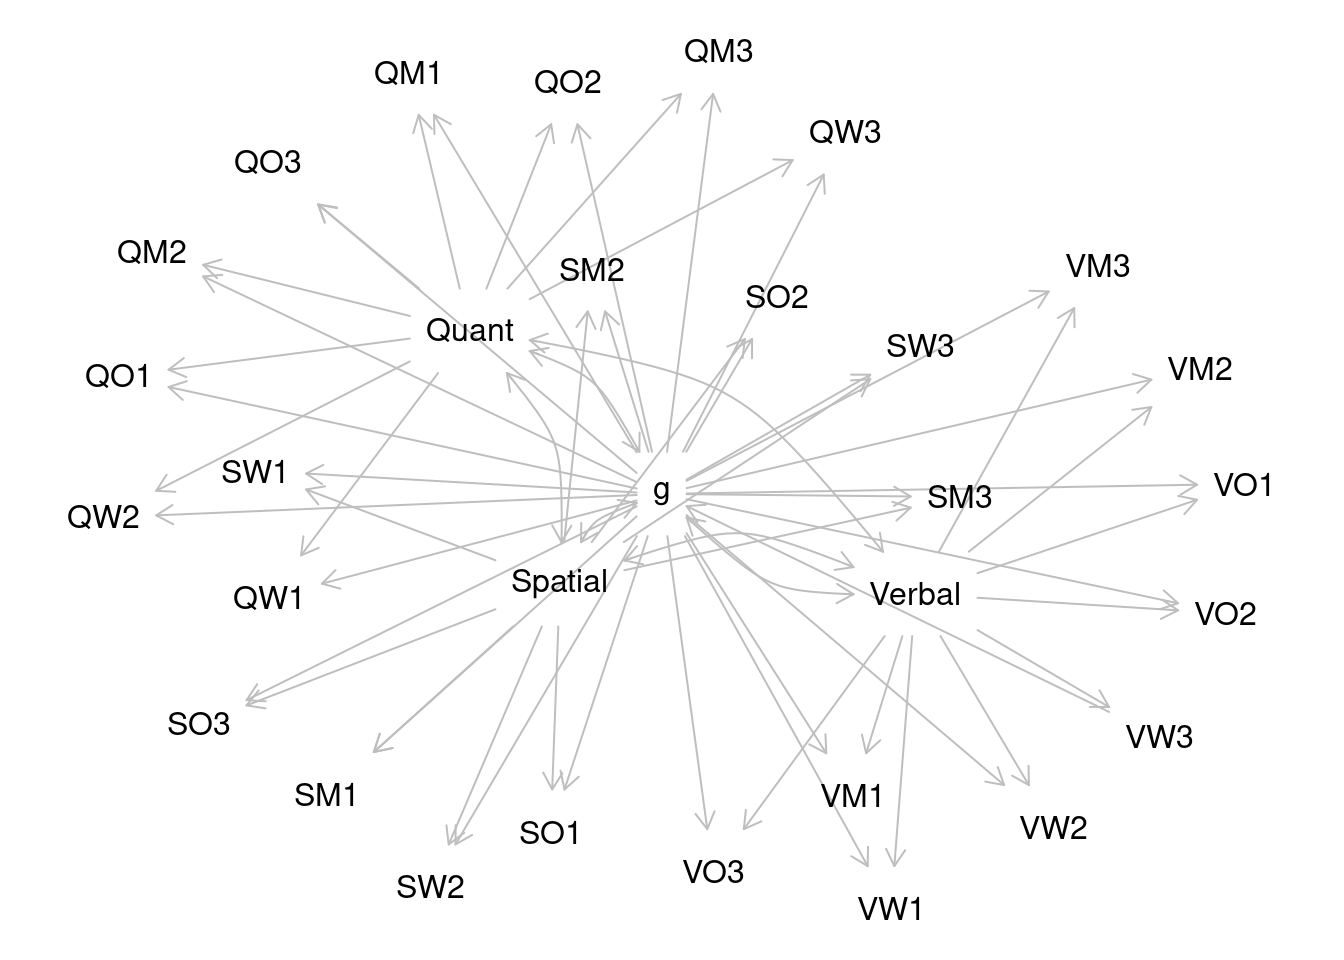 QM3
QM1
QO2
QW3
QO3
QM2
VM3
SM2
SO2
Quant
SW3
VM2
QO1
SW1
VO1
g
SM3
QW2
Spatial
Verbal
QW1
VO2
SO3
VW3
SM1
VM1
VW2
SO1
VO3
SW2
VW1